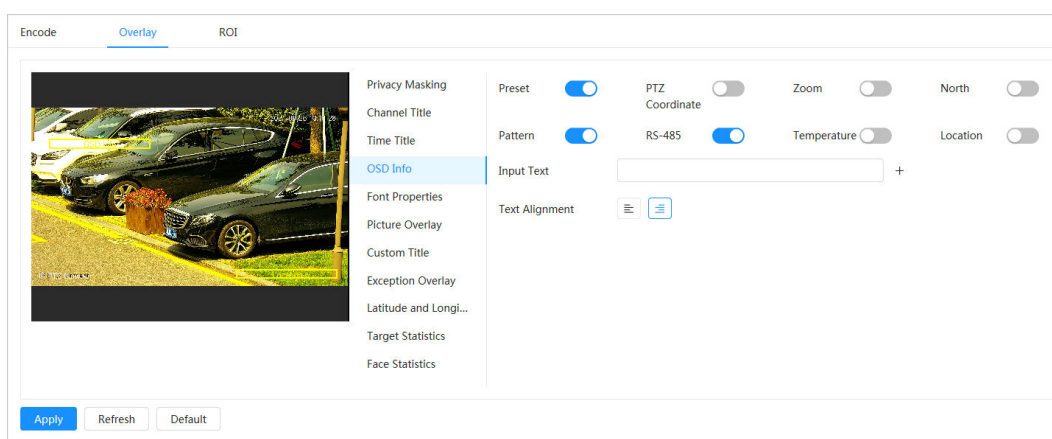 Encode Overlay ROI
Privacy Masking
Channel Title
Time Title
OSD Info
Font Properties
Picture Overlay
Custom Title
Exception Overlay
Latitude and Longi...
Target Statistics
Face Statistics
Preset PTZ Coordinate Zoom North
Pattern RS-485 Temperature Location
Input Text +
Text Alignment
Apply Refresh Default